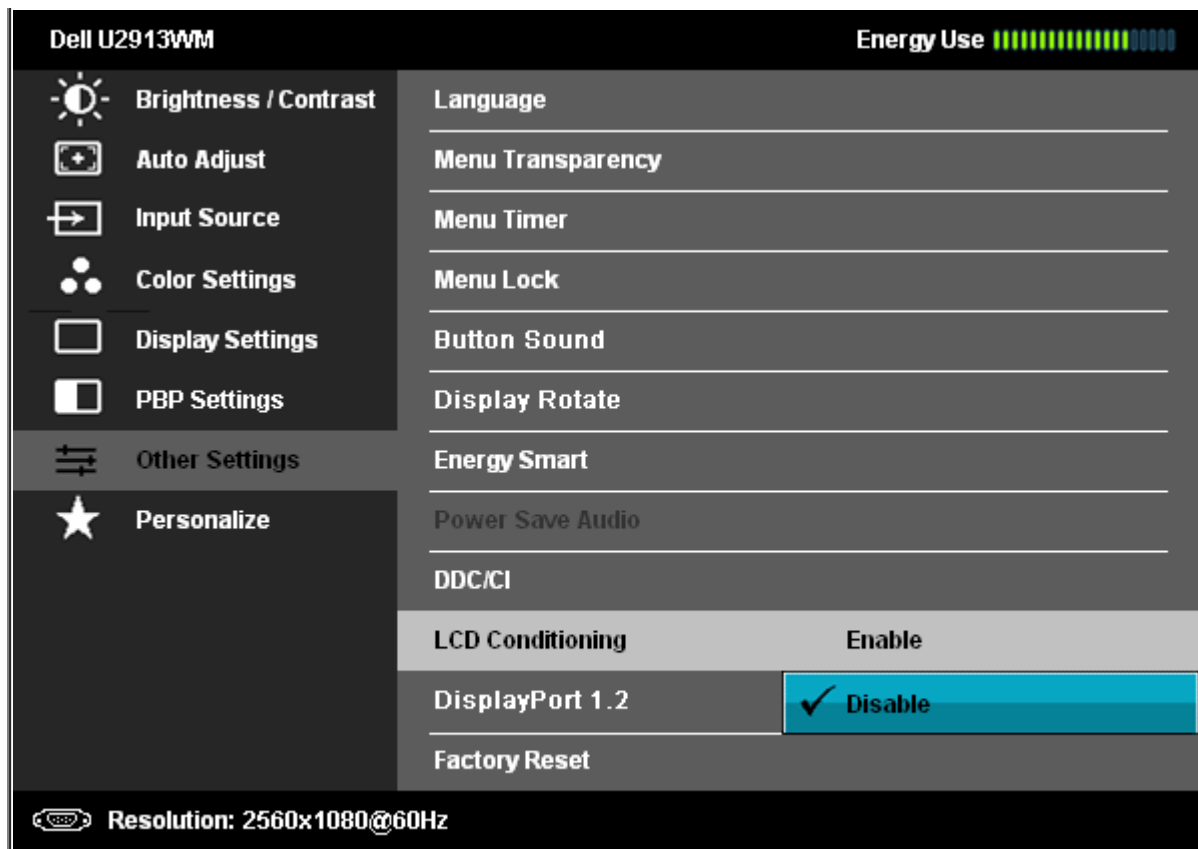 Dell U2913WM Energy Use
Brightness / Contrast
Auto Adjust
Input Source
Color Settings
Display Settings
PBP Settings
Other Settings
Personalize
Language
Menu Transparency
Menu Timer
Menu Lock
Button Sound
Display Rotate
Energy Smart
Power Save Audio
DDC/CI
LCD Conditioning Enable
DisplayPort 1.2 Disable
Factory Reset
Resolution: 2560x1080@60Hz